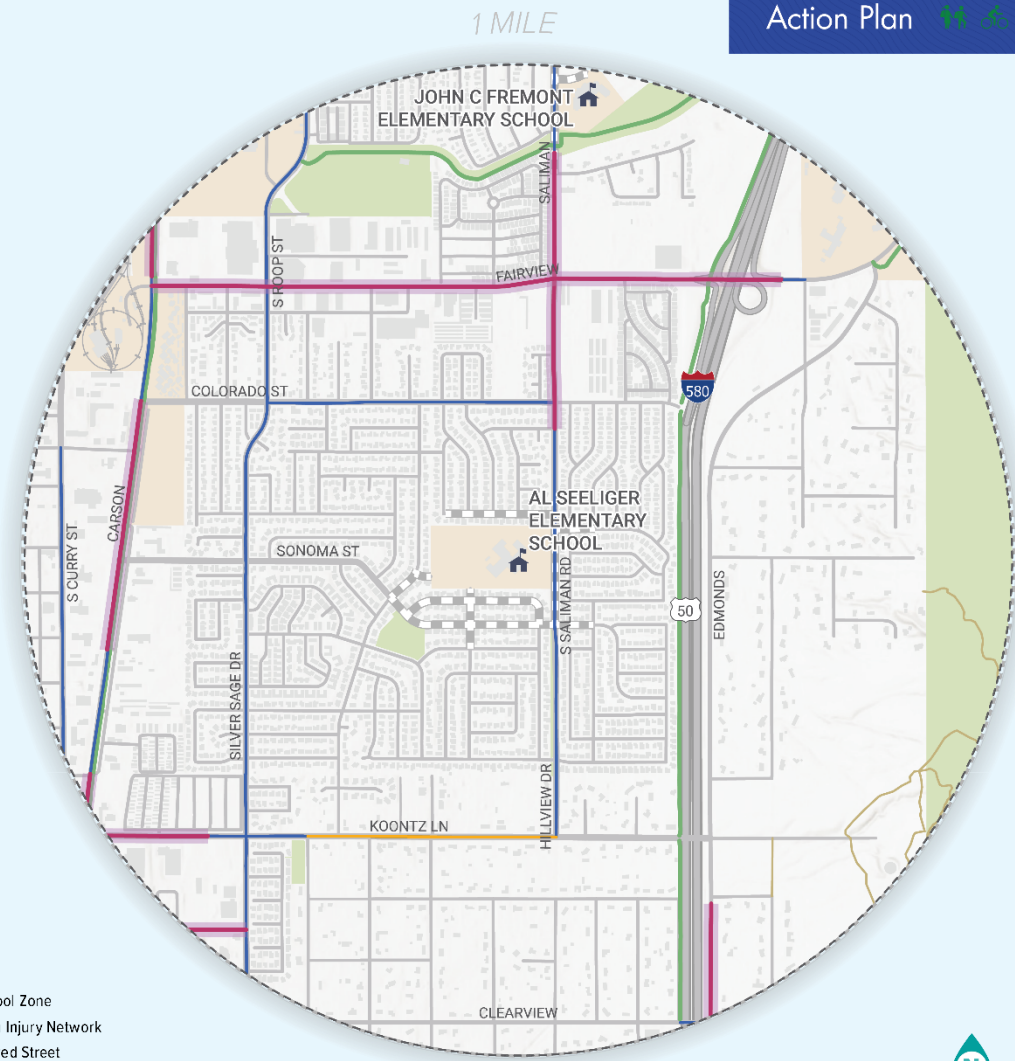 1 MILE
Action Plan
JOHN C FREMONT
ELEMENTARY SCHOOL
SALIMAN
S ROOP ST
FAIRVIEW
COLORADO ST
580
CARSON
S CURRY ST
AL SEELIGER
ELEMENTARY
SCHOOL
SONOMA ST
S SALIMAN RD
50
EDMONDS
SILVER SAGE DR
HILLVIEW DR
KOONTZ LN
CLEARVIEW
ool Zone
Injury Network
ed Street